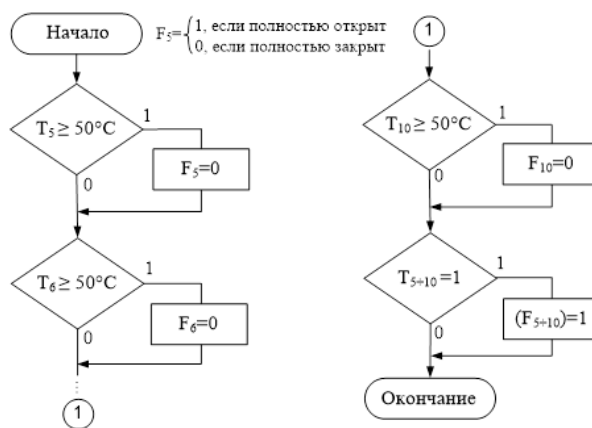 Начало
F₅= { 1, если полностью открыт
0, если полностью закрыт
T₅ ≥ 50°C
1
F₅=0
0
T₆ ≥ 50°C
1
F₆=0
0
1
1
T₁₀ ≥ 50°C
1
F₁₀=0
0
T₅÷₁₀ =1
1
(F₅÷₁₀)=1
0
Окончание